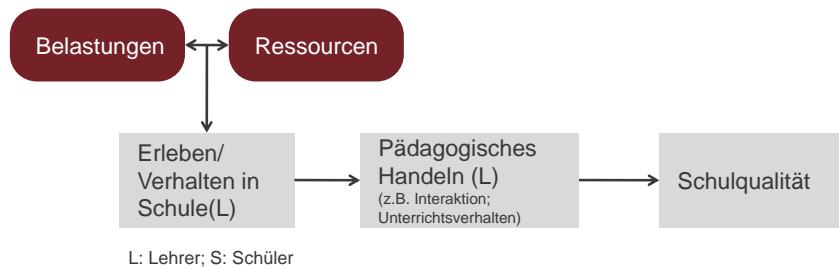 Belastungen
Ressourcen
Erleben/
Verhalten in
Schule(L)
Pädagogisches
Handeln (L)
(z.B. Interaktion;
Unterrichtsverhalten)
Schulqualität
L: Lehrer; S: Schüler